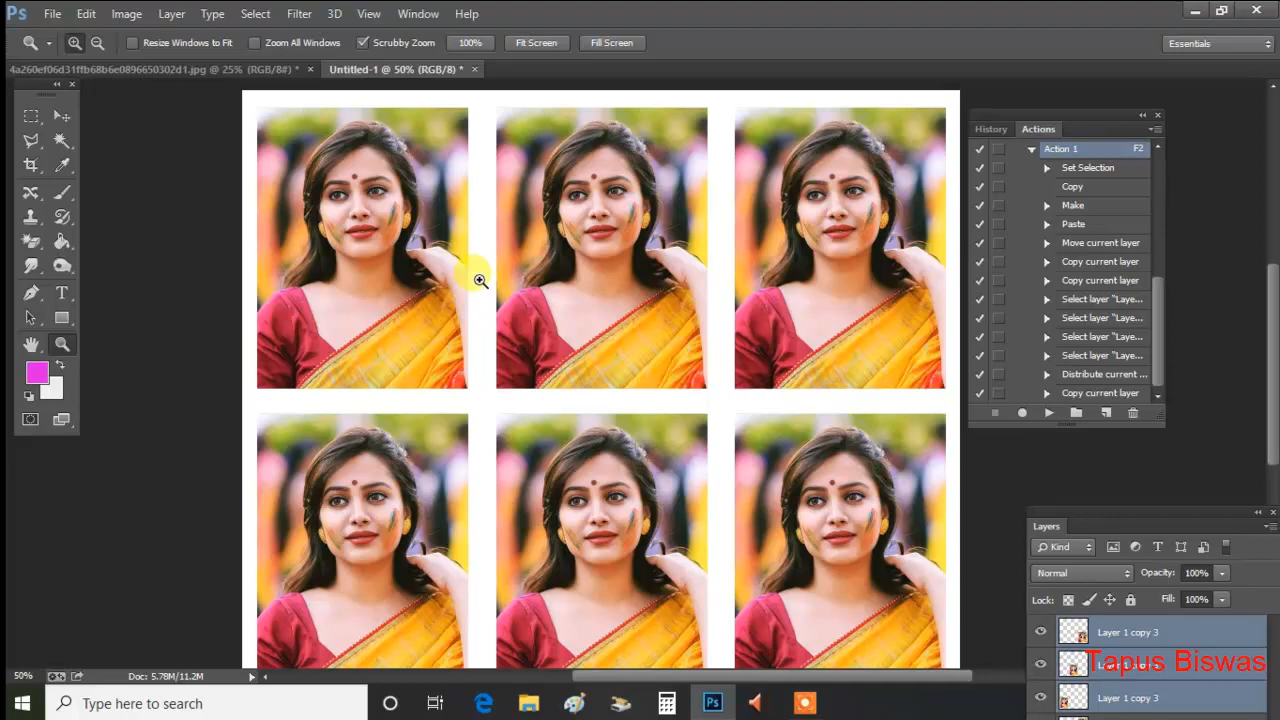 Ps File Edit Image Layer Type Select Filter 3D View Window Help
Resize Windows to Fit Zoom All Windows Scrubby Zoom 100% Fit Screen Fill Screen Essentials
4a260ef06d31ffb68b6e0896650302d1.jpg @ 25% (RGB/8#) * × Untitled-1 @ 50% (RGB/8) * ×
History Actions
Action 1 F2
Set Selection
Copy
Make
Paste
Move current layer
Copy current layer
Copy current layer
Select layer "Laye...
Select layer "Laye...
Select layer "Laye...
Select layer "Laye...
Distribute current ...
Copy current layer
Layers
Kind
Normal Opacity: 100%
Lock: Fill: 100%
Layer 1 copy 3
Tapus Biswas
Layer 1 copy 3
50% Doc: 5.78M/11.2M
Type here to search
Ps